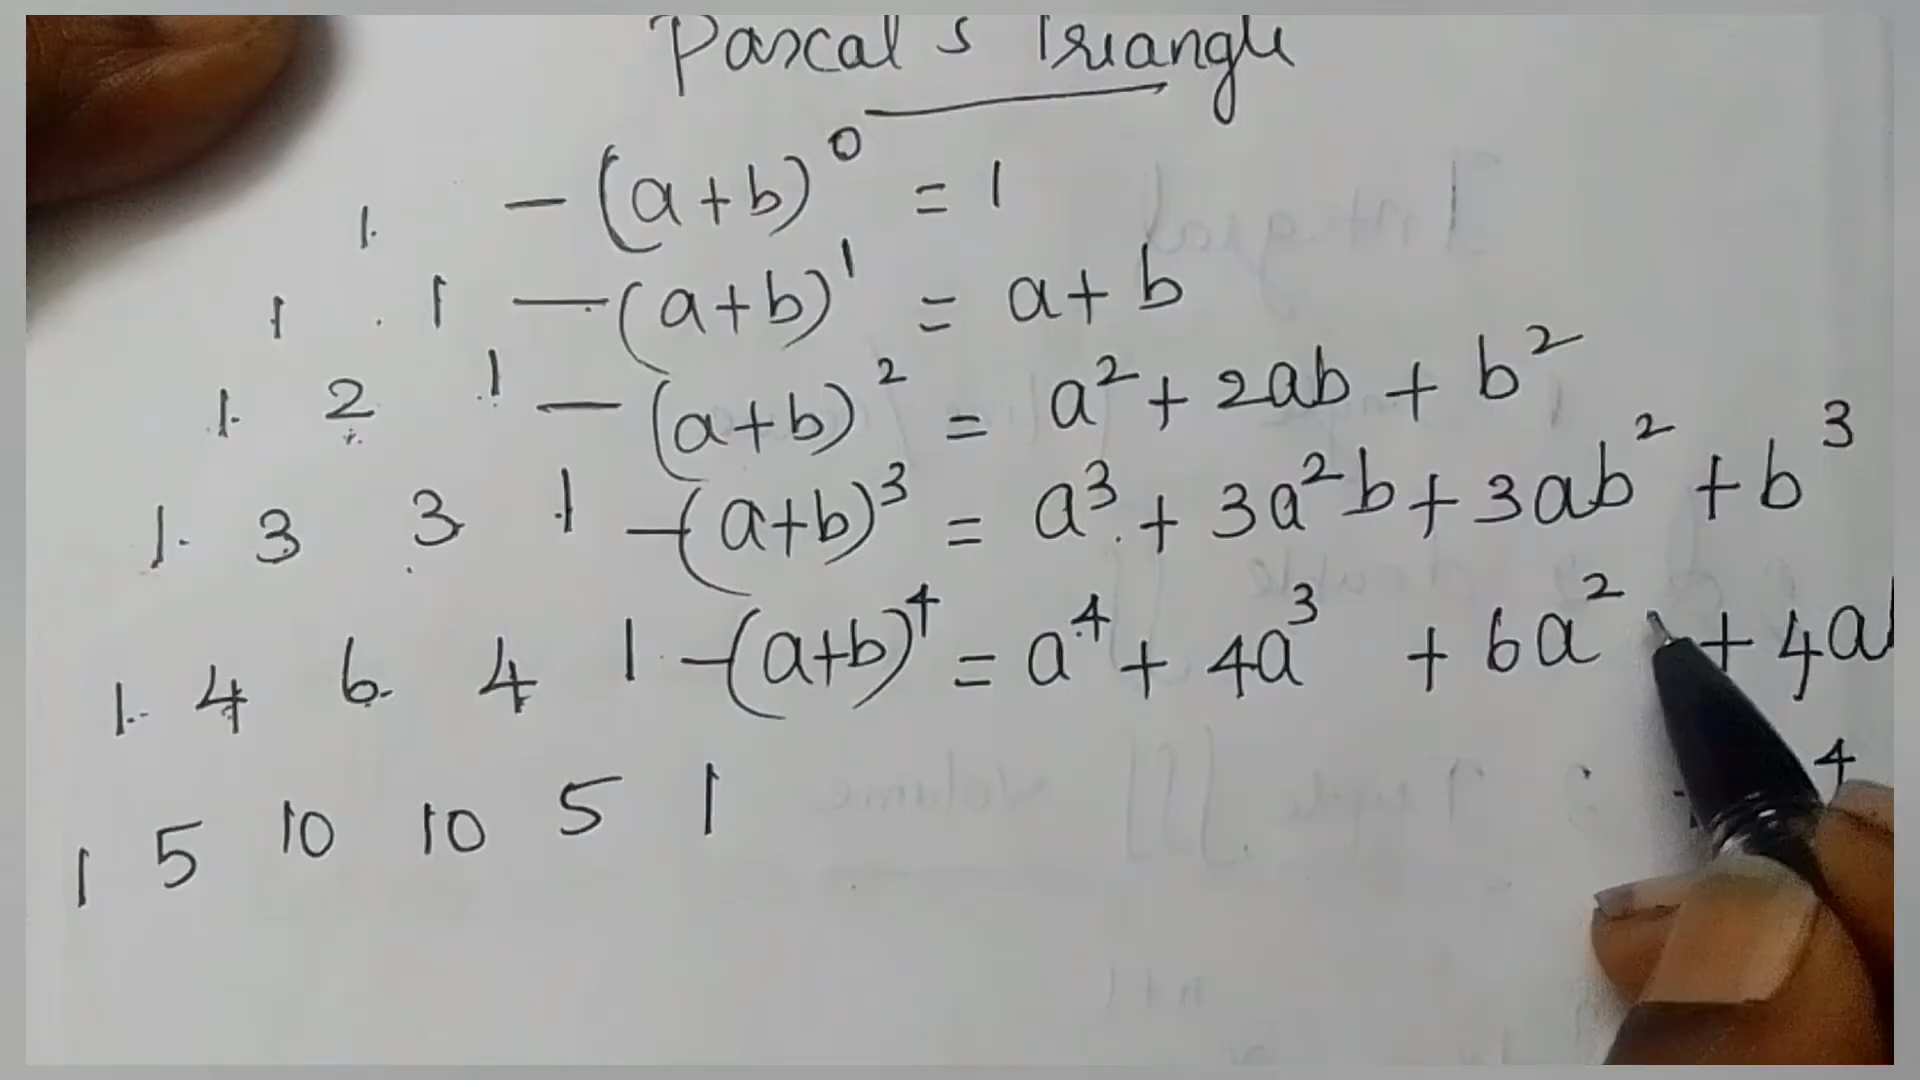 Pascal's Triangle
1 - (a+b)⁰ = 1
1 1 - (a+b)¹ = a+b
1 2 1 - (a+b)² = a² + 2ab + b²
1 3 3 1 - (a+b)³ = a³ + 3a²b + 3ab² + b³
1 4 6 4 1 - (a+b)⁴ = a⁴ + 4a³ + 6a² + 4a
4
1 5 10 10 5 1